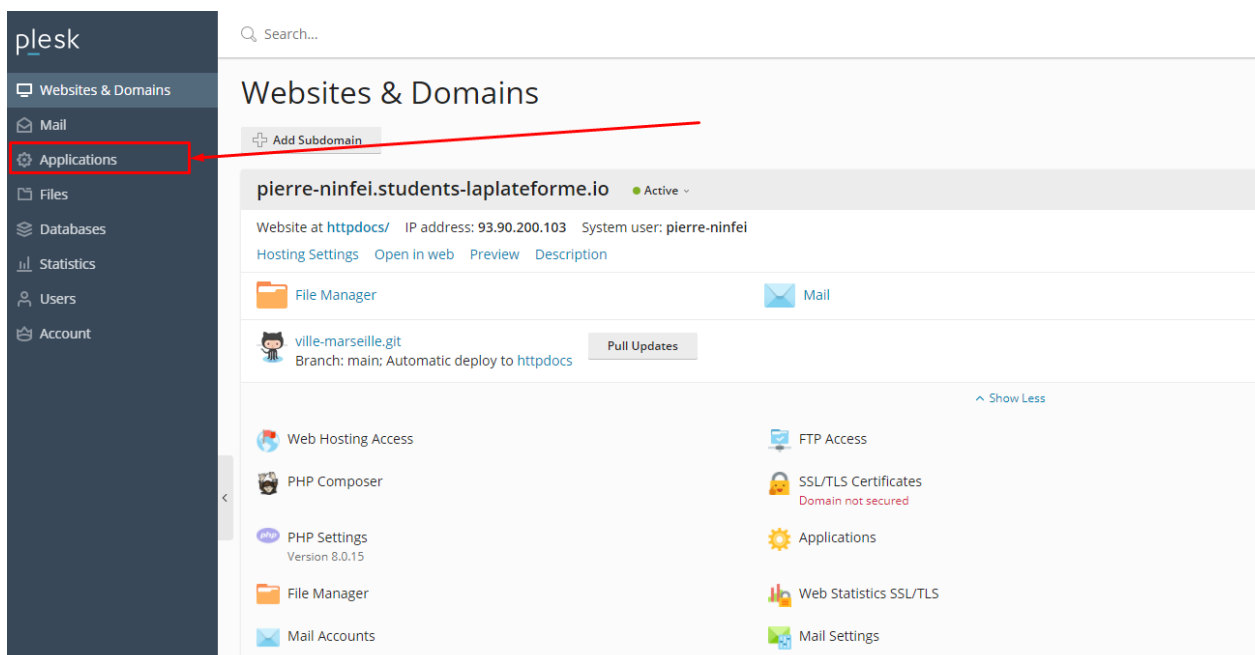 plesk
Search...
Websites & Domains
Mail
Applications
Files
Databases
Statistics
Users
Account
Websites & Domains
Add Subdomain
pierre-ninfei.students-laplateforme.io Active
Website at httpdocs/ IP address: 93.90.200.103 System user: pierre-ninfei
Hosting Settings Open in web Preview Description
File Manager Mail
ville-marseille.git Pull Updates
Branch: main; Automatic deploy to httpdocs
Show Less
Web Hosting Access FTP Access
PHP Composer SSL/TLS Certificates
Domain not secured
php PHP Settings Applications
Version 8.0.15
File Manager Web Statistics SSL/TLS
Mail Accounts Mail Settings